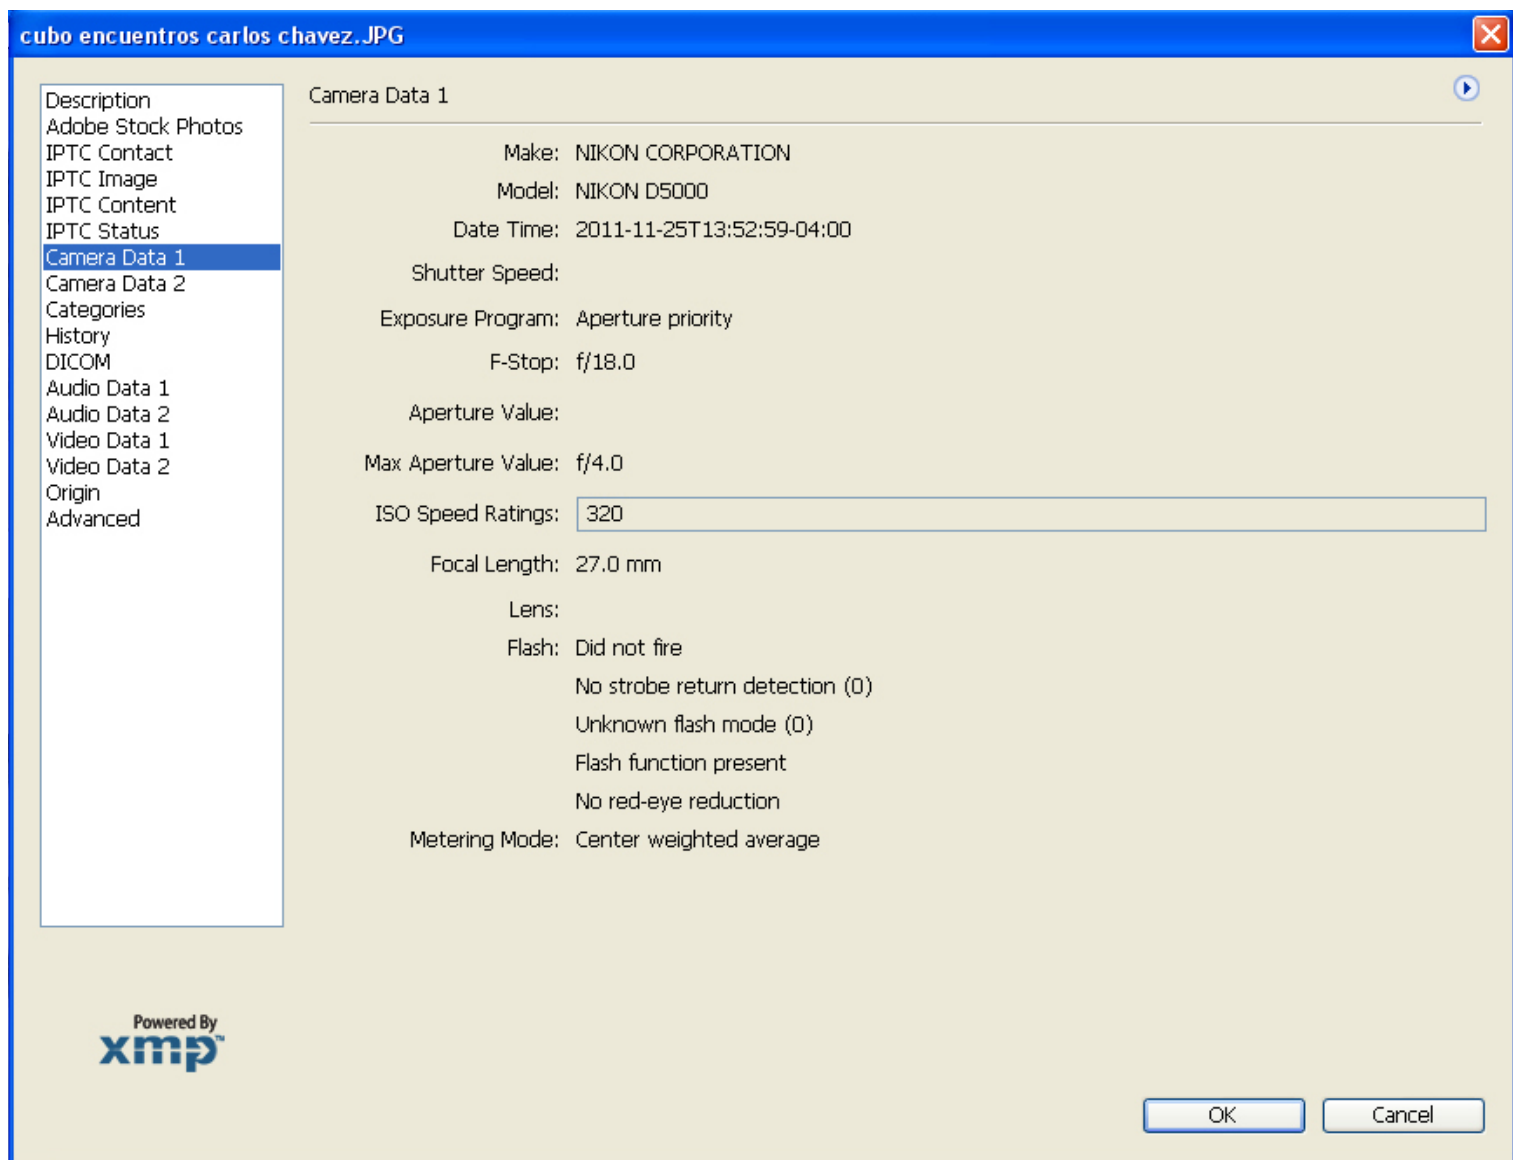 cubo encuentros carlos chavez.JPG
Description
Adobe Stock Photos
IPTC Contact
IPTC Image
IPTC Content
IPTC Status
Camera Data 1
Camera Data 2
Categories
History
DICOM
Audio Data 1
Audio Data 2
Video Data 1
Video Data 2
Origin
Advanced
Powered By
xmp™
Camera Data 1
Make: NIKON CORPORATION
Model: NIKON D5000
Date Time: 2011-11-25T13:52:59-04:00
Shutter Speed:
Exposure Program: Aperture priority
F-Stop: f/18.0
Aperture Value:
Max Aperture Value: f/4.0
ISO Speed Ratings: 320
Focal Length: 27.0 mm
Lens:
Flash: Did not fire
No strobe return detection (0)
Unknown flash mode (0)
Flash function present
No red-eye reduction
Metering Mode: Center weighted average
OK Cancel